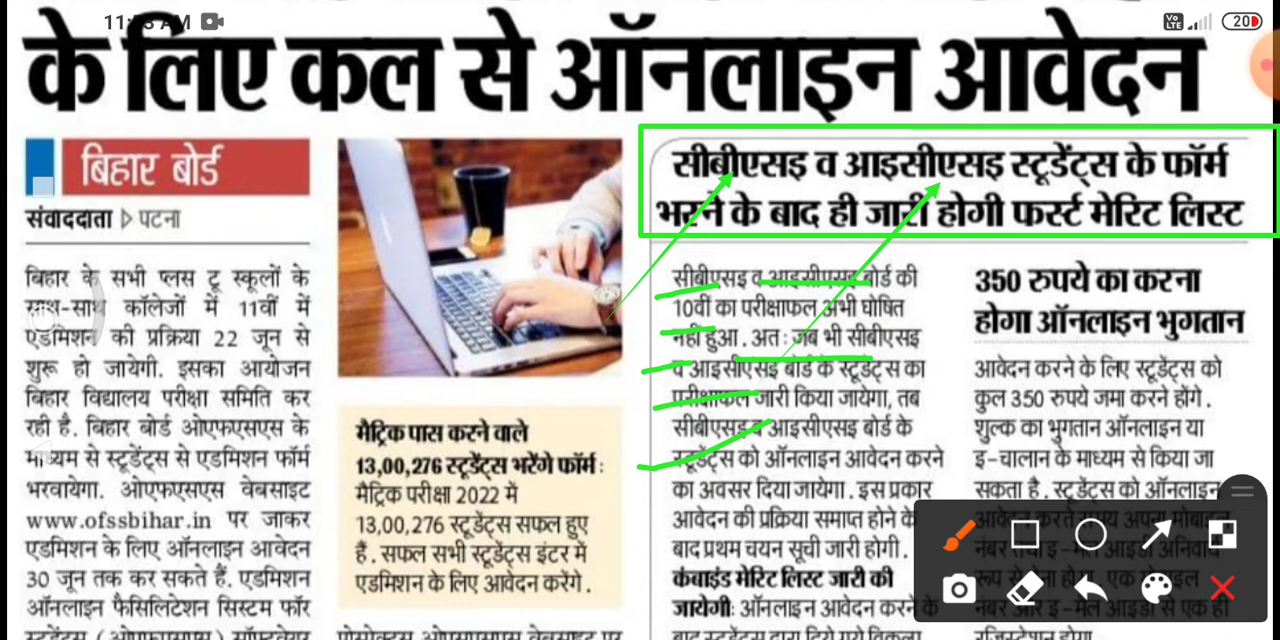 VoLTE
20
के लिए कल से ऑनलाइन आवेदन
बिहार बोर्ड
संवाददाता ▷ पटना
बिहार के सभी प्लस टू स्कूलों के
साथ-साथ कॉलेजों में 11वीं में
एडमिशन की प्रक्रिया 22 जून से
शुरू हो जायेगी. इसका आयोजन
बिहार विद्यालय परीक्षा समिति कर
रही है. बिहार बोर्ड ओएफएसएस के
माध्यम से स्टूडेंट्स से एडमिशन फॉर्म
भरवायेगा. ओएफएसएस वेबसाइट
www.ofssbihar.in पर जाकर
एडमिशन के लिए ऑनलाइन आवेदन
30 जून तक कर सकते हैं. एडमिशन
ऑनलाइन फैसिलिटेशन सिस्टम फॉर
मैट्रिक पास करने वाले
13,00,276 स्टूडेंट्स भरेंगे फॉर्म :
मैट्रिक परीक्षा 2022 में
13,00,276 स्टूडेंट्स सफल हुए
हैं. सफल सभी स्टूडेंट्स इंटर में
एडमिशन के लिए आवेदन करेंगे.
सीबीएसइ व आइसीएसइ स्टूडेंट्स के फॉर्म
भरने के बाद ही जारी होगी फर्स्ट मेरिट लिस्ट
सीबीएसइ व आइसीएसइ बोर्ड की
10वीं का परीक्षाफल अभी घोषित
नहीं हुआ. अत: जब भी सीबीएसइ
व आइसीएसइ बोर्ड के स्टूडेंट्स का
परीक्षाफल जारी किया जायेगा, तब
सीबीएसइ व आइसीएसइ बोर्ड के
स्टूडेंट्स को ऑनलाइन आवेदन करने
का अवसर दिया जायेगा. इस प्रकार
आवेदन की प्रक्रिया समाप्त होने के
बाद प्रथम चयन सूची जारी होगी.
कंबाइंड मेरिट लिस्ट जारी की
जायेगी: ऑनलाइन आवेदन करने के
350 रुपये का करना
होगा ऑनलाइन भुगतान
आवेदन करने के लिए स्टूडेंट्स को
कुल 350 रुपये जमा करने होंगे.
शुल्क का भुगतान ऑनलाइन या
इ-चालान के माध्यम से किया जा
सकता है. स्टूडेंट्स को ऑनलाइन